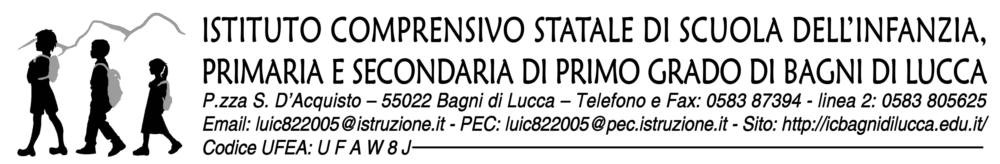 ISTITUTO COMPRENSIVO STATALE DI SCUOLA DELL’INFANZIA,
PRIMARIA E SECONDARIA DI PRIMO GRADO DI BAGNI DI LUCCA
P.zza S. D’Acquisto – 55022 Bagni di Lucca – Telefono e Fax: 0583 87394 - linea 2: 0583 805625
Email: luic822005@istruzione.it - PEC: luic822005@pec.istruzione.it - Sito: http://icbagnidilucca.edu.it/
Codice UFEA: U F A W 8 J